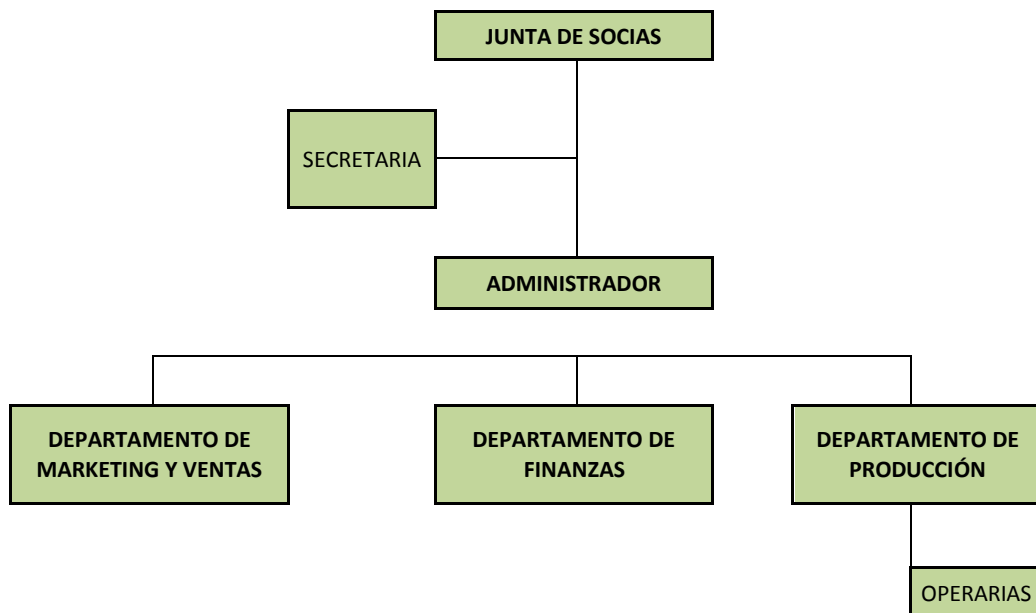 JUNTA DE SOCIAS
SECRETARIA
ADMINISTRADOR
DEPARTAMENTO DE
MARKETING Y VENTAS
DEPARTAMENTO DE
FINANZAS
DEPARTAMENTO DE
PRODUCCIÓN
OPERARIAS